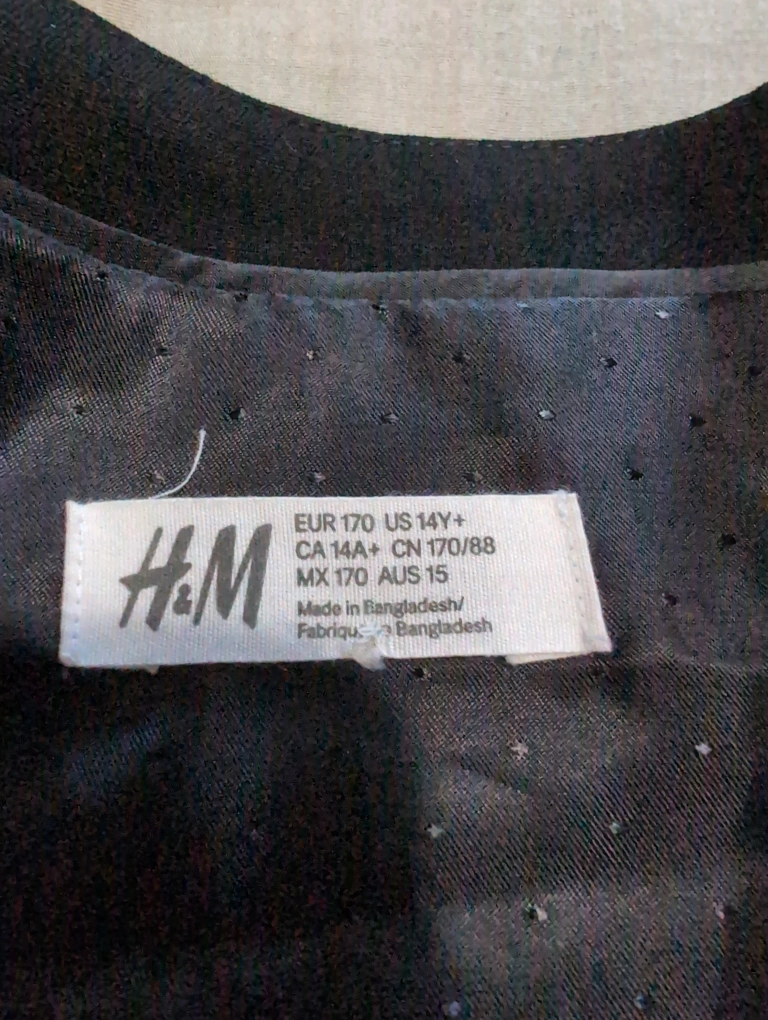 H&M
EUR 170 US 14Y+
CA 14A+ CN 170/88
MX 170 AUS 15
Made in Bangladesh/
Bangladesh